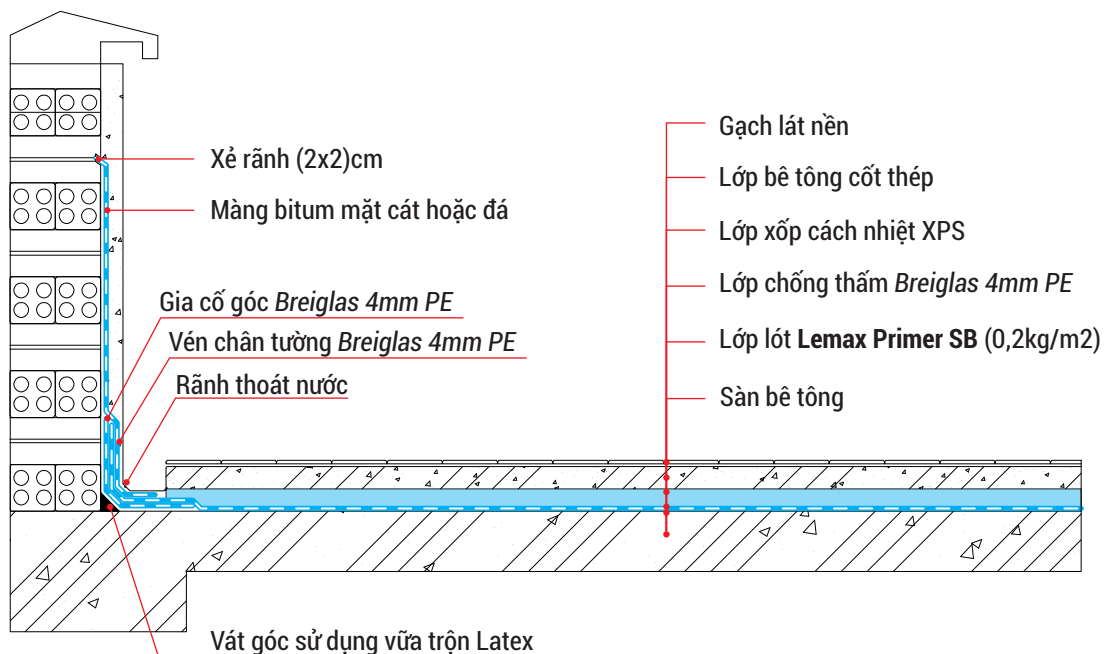 Xẻ rãnh (2x2)cm
Màng bitum mặt cát hoặc đá
Gia cố góc Breiglas 4mm PE
Vén chân tường Breiglas 4mm PE
Rãnh thoát nước
Gạch lát nền
Lớp bê tông cốt thép
Lớp xốp cách nhiệt XPS
Lớp chống thấm Breiglas 4mm PE
Lớp lót Lemax Primer SB (0,2kg/m2)
Sàn bê tông
Vát góc sử dụng vữa trộn Latex